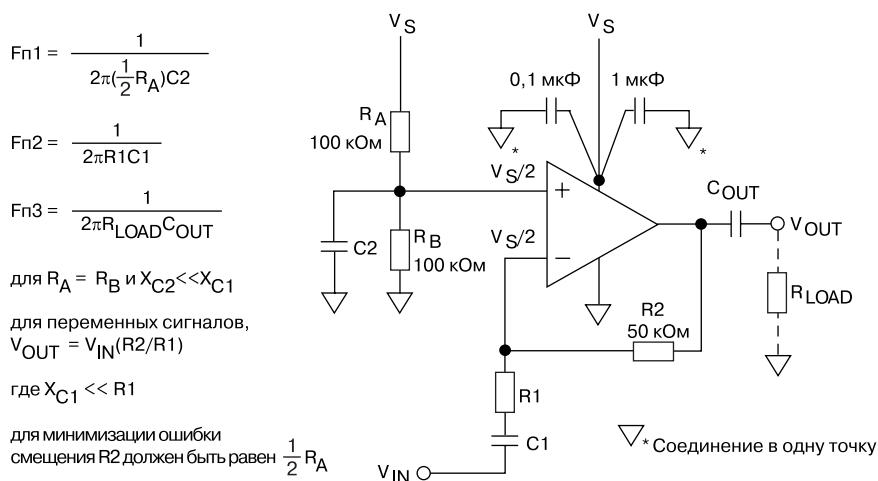 Fп1 = 1 / 2π(1/2 RA)C2
Fп2 = 1 / 2πR1C1
Fп3 = 1 / 2πRLOADCOUT
для RA = RB и XC2<<XC1
для переменных сигналов,
VOUT = VIN(R2/R1)
где XC1 << R1
для минимизации ошибки
смещения R2 должен быть равен 1/2 RA
VS
VS
0,1 мкФ
1 мкФ
*
*
RA
100 кОм
VS/2
+
VS/2
−
C2
RB
100 кОм
COUT
VOUT
RLOAD
R2
50 кОм
R1
C1
VIN
* Соединение в одну точку